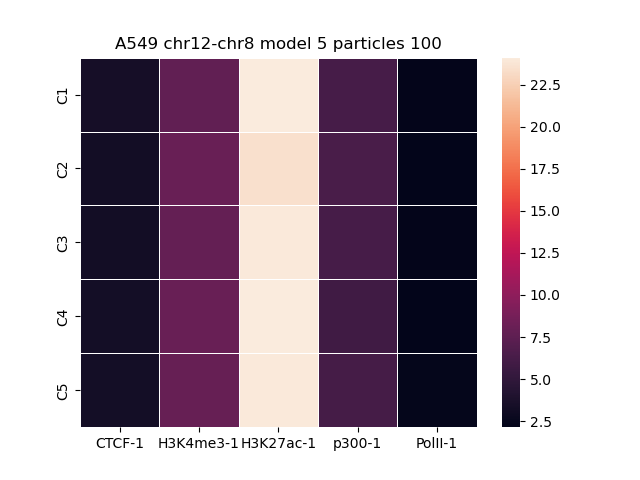 A549 chr12-chr8 model 5 particles 100
C1
C2
C3
C4
C5
CTCF-1 H3K4me3-1 H3K27ac-1 p300-1 PolII-1
22.5
20.0
17.5
15.0
12.5
10.0
7.5
5.0
2.5